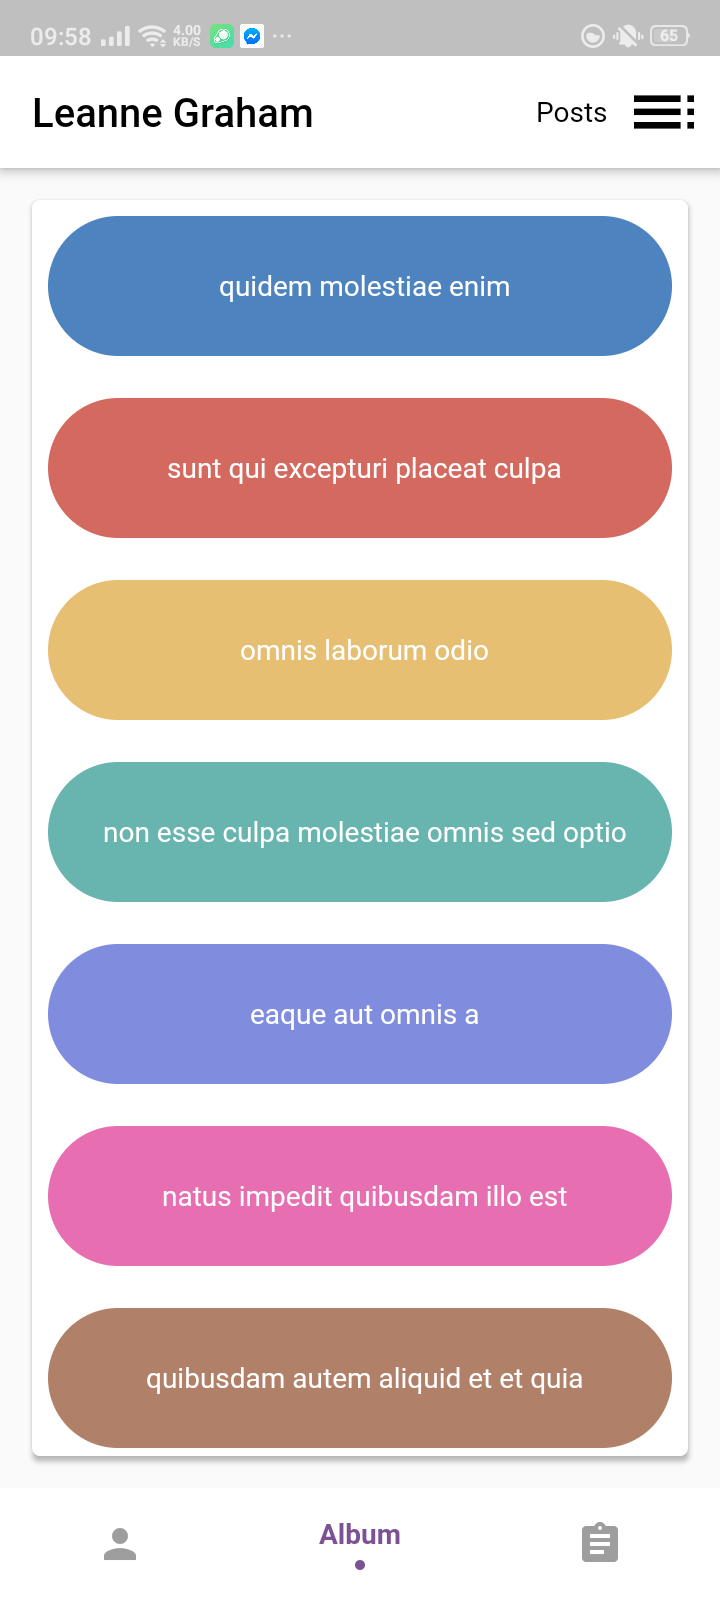 09:58 4.00 KB/S 65
Leanne Graham Posts
quidem molestiae enim
sunt qui excepturi placeat culpa
omnis laborum odio
non esse culpa molestiae omnis sed optio
eaque aut omnis a
natus impedit quibusdam illo est
quibusdam autem aliquid et et quia
Album